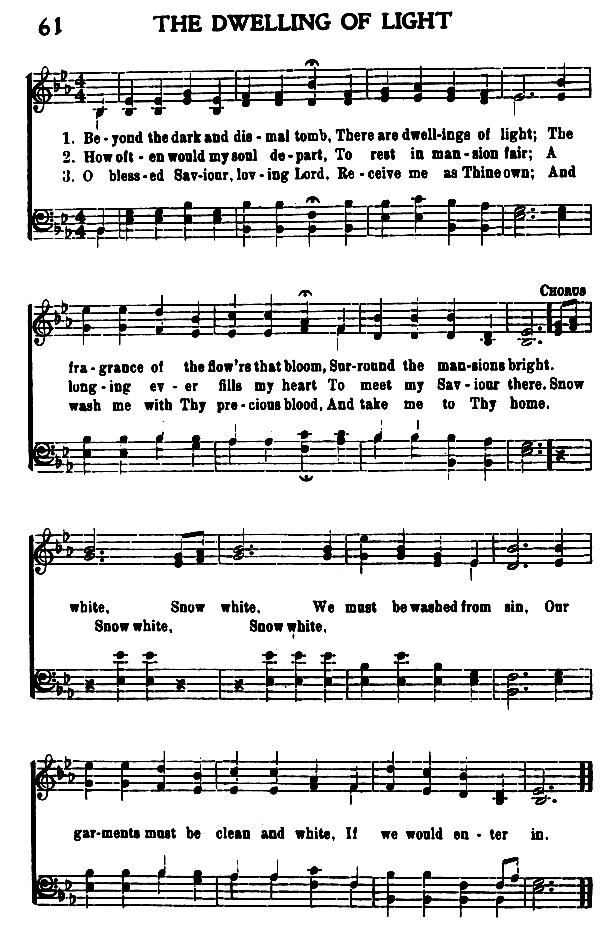 61 THE DWELLING OF LIGHT
1. Be - yond the dark and dis - mal tomb, There are dwell - ings of light; The
2. How oft - en would my soul de - part, To rest in man - sion fair; A
3. O bless - ed Sav - iour, lov - ing Lord, Re - ceive me as Thine own; And
CHORUS
fra - grance of the flow'rs that bloom, Sur - round the man - sions bright.
long - ing ev - er fills my heart To meet my Sav - iour there. Snow
wash me with Thy pre - cious blood, And take me to Thy home.
white, Snow white, We must be washed from sin, Our
Snow white, Snow white,
gar - ments must be clean and white, If we would en - ter in.